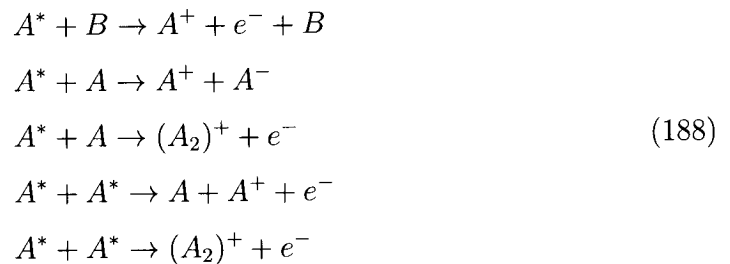 A* + B → A⁺ + e⁻ + B
A* + A → A⁺ + A⁻
A* + A → (A₂)⁺ + e⁻ (188)
A* + A* → A + A⁺ + e⁻
A* + A* → (A₂)⁺ + e⁻